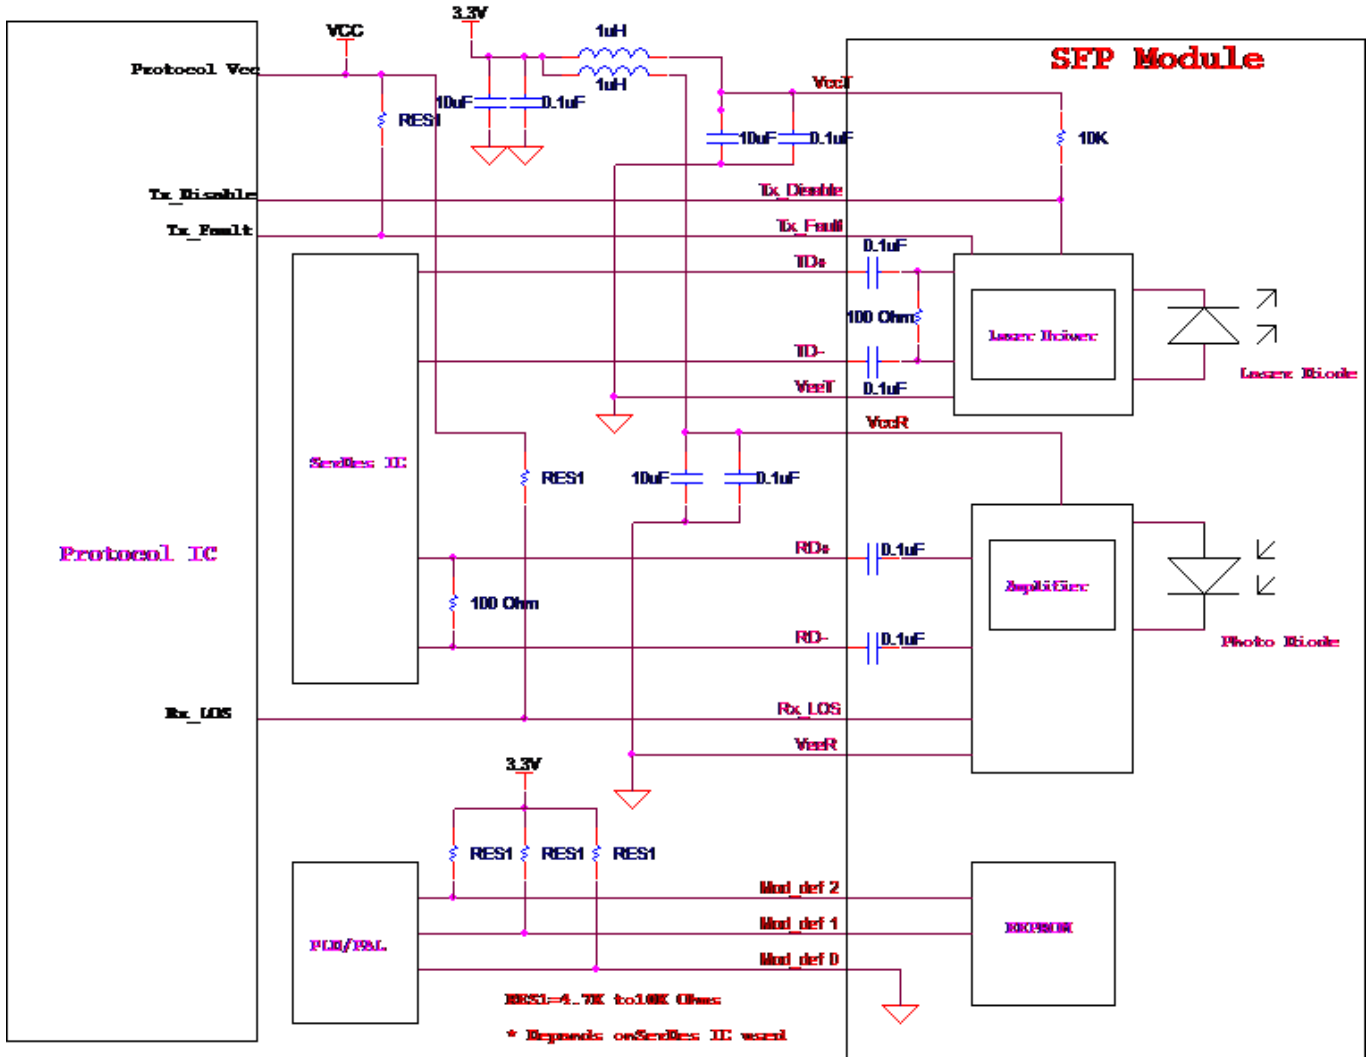 3.3V
VCC
1uH
SFP Module
Protocol Vcc
1uH
VccT
10uF
0.1uF
RES1
10uF
0.1uF
10K
Tx_Disable
Tx_Disable
Tx_Fault
Tx_Fault
0.1uF
TD+
100 Ohm
Laser Driver
TD-
Laser Diode
VeeT
0.1uF
VccR
SerDes IC
RES1
10uF
0.1uF
Protocol IC
RD+
0.1uF
Amplifier
100 Ohm
RD-
0.1uF
Photo Diode
Rx_LOS
Rx_LOS
VeeR
3.3V
RES1
RES1
RES1
Mod_def 2
Mod_def 1
EEPROM
PLD/PAL
Mod_def 0
RES1=4.7K to10K Ohms
* Depends onSerDes IC used